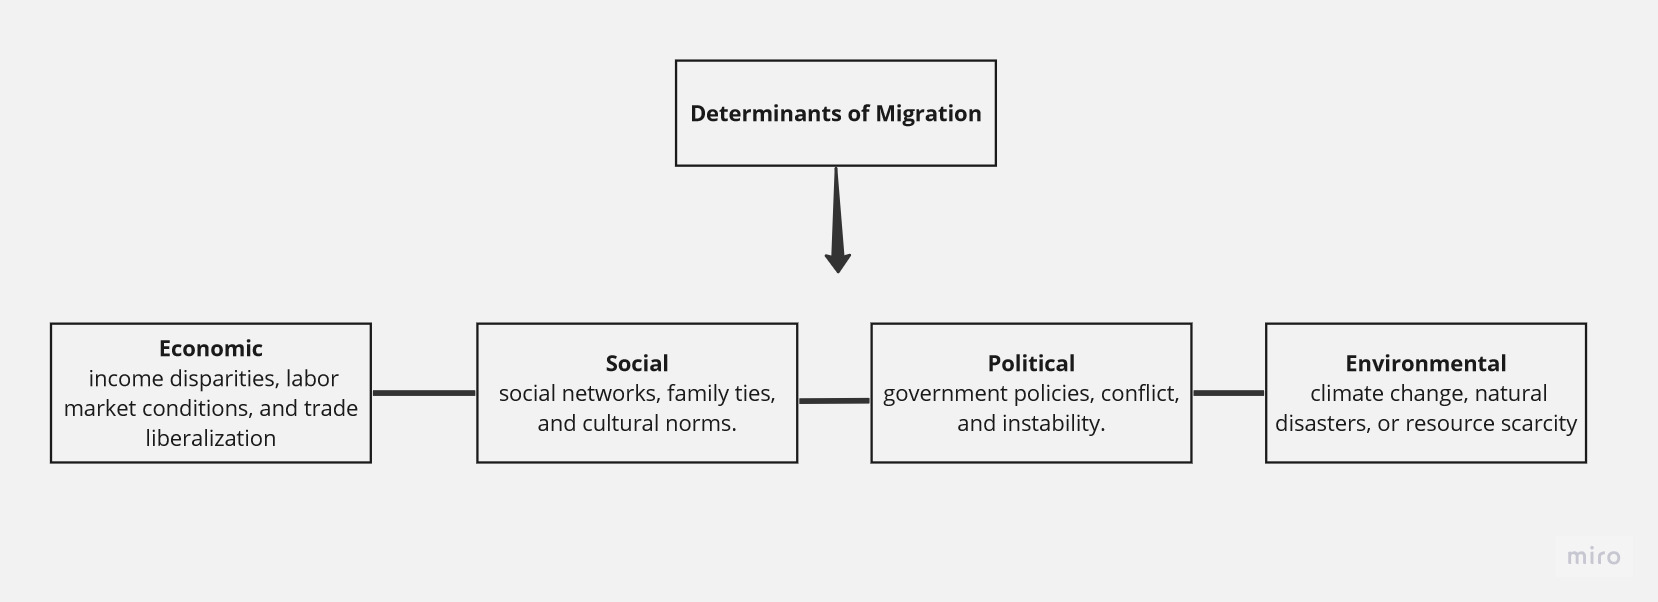 Determinants of Migration
Economic
income disparities, labor
market conditions, and trade
liberalization
Social
social networks, family ties,
and cultural norms.
Political
government policies, conflict,
and instability.
Environmental
climate change, natural
disasters, or resource scarcity
miro